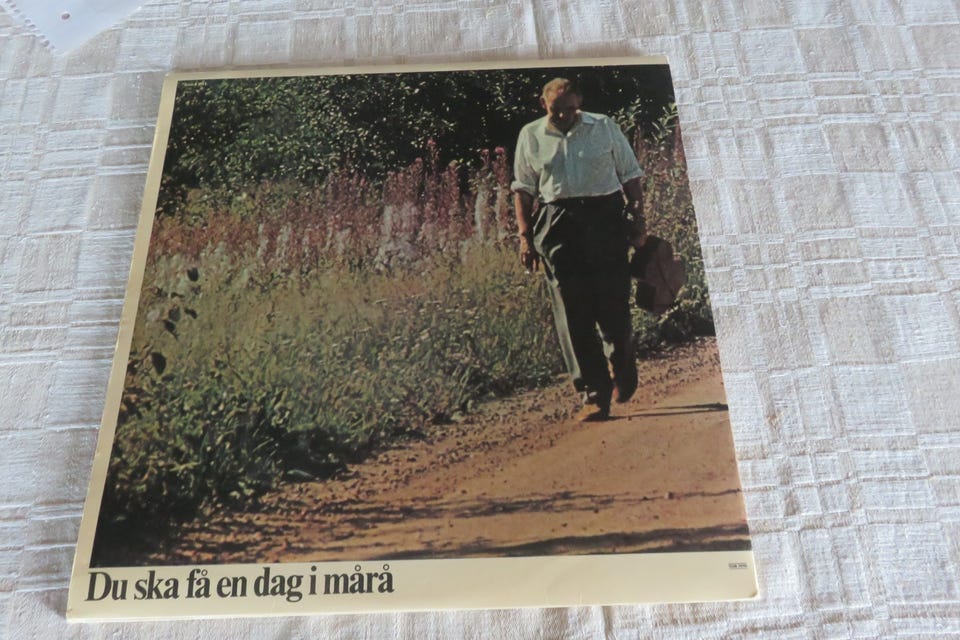 Du ska få en dag i mårå